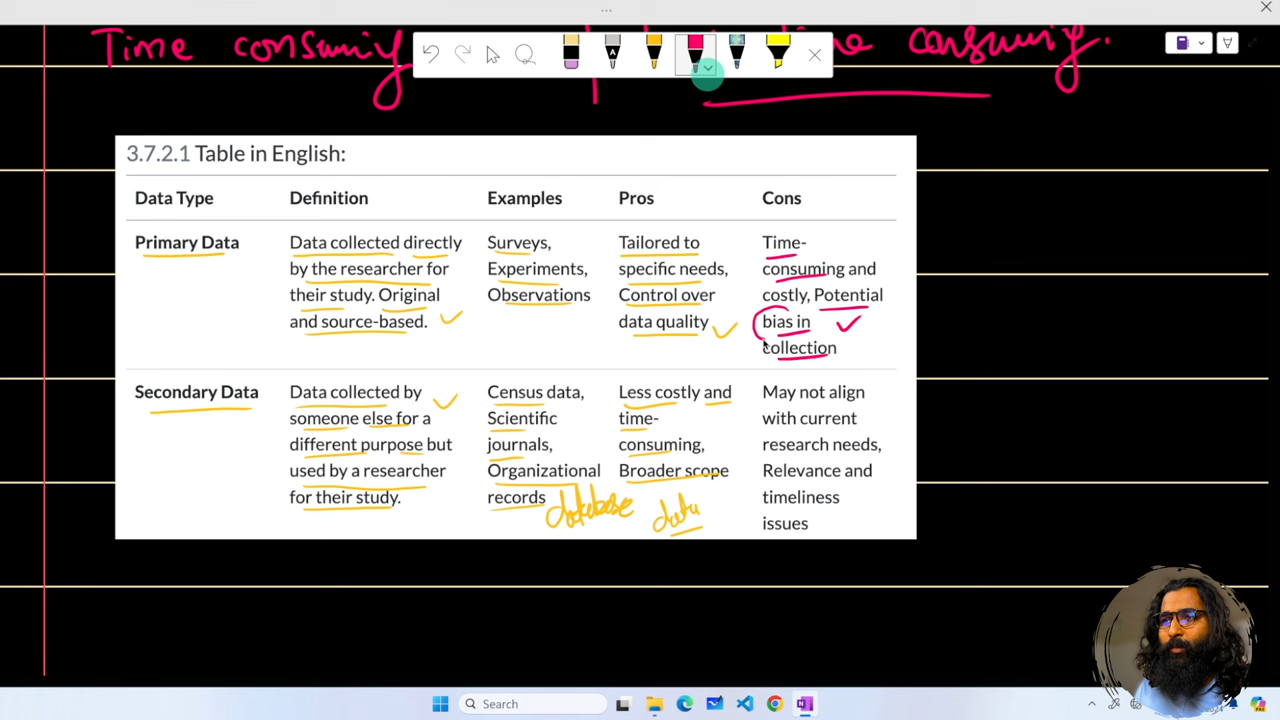 Time consuming time consuming.
3.7.2.1 Table in English:
Data Type Definition Examples Pros Cons
Primary Data Data collected directly Surveys, Tailored to Time-
by the researcher for Experiments, specific needs, consuming and
their study. Original Observations Control over costly, Potential
and source-based. data quality bias in
collection
Secondary Data Data collected by Census data, Less costly and May not align
someone else for a Scientific time- with current
different purpose but journals, consuming, research needs,
used by a researcher Organizational Broader scope Relevance and
for their study. records database data timeliness
issues
Search